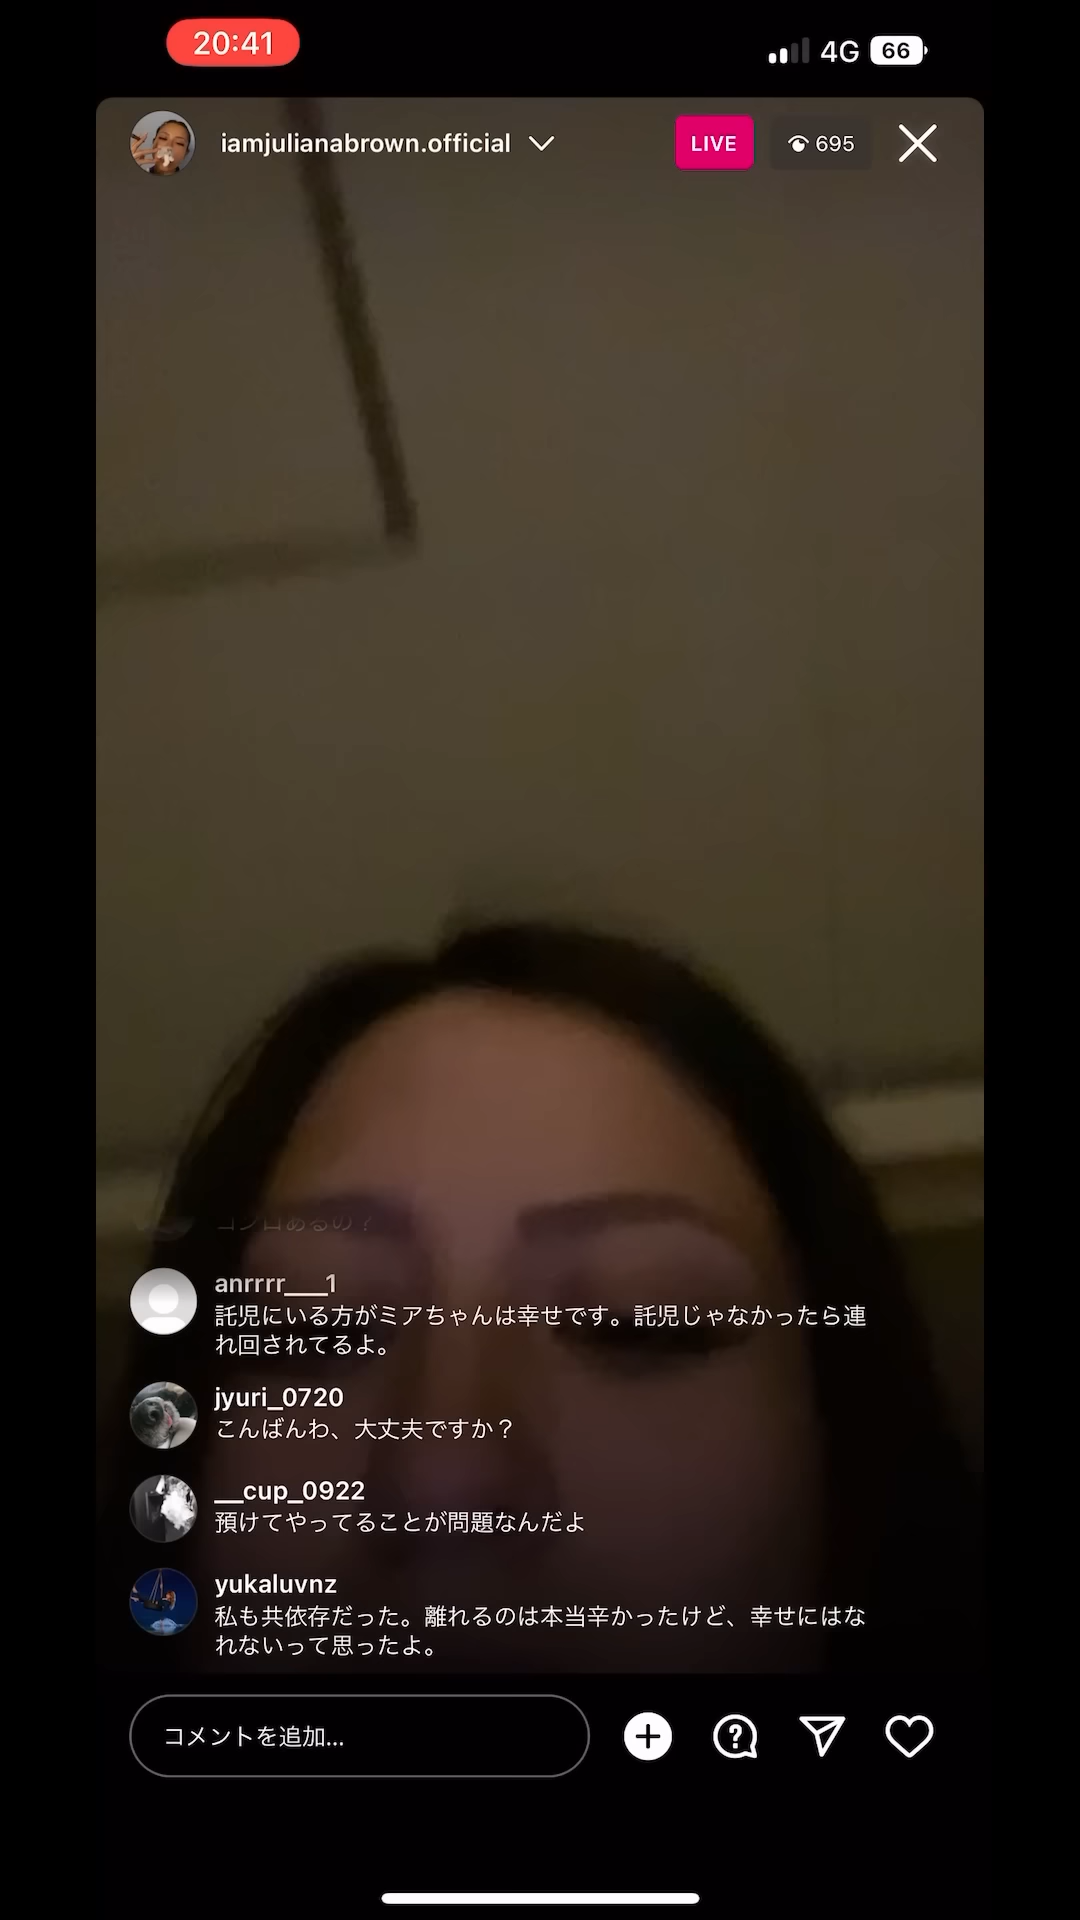 20:41
4G
66
iamjulianabrown.official
LIVE
695
コンロあるの？
anrrrr___1
託児にいる方がミアちゃんは幸せです。託児じゃなかったら連
れ回されてるよ。
jyuri_0720
こんばんわ、大丈夫ですか？
__cup_0922
預けてやってることが問題なんだよ
yukaluvnz
私も共依存だった。離れるのは本当辛かったけど、幸せにはな
れないって思ったよ。
コメントを追加...